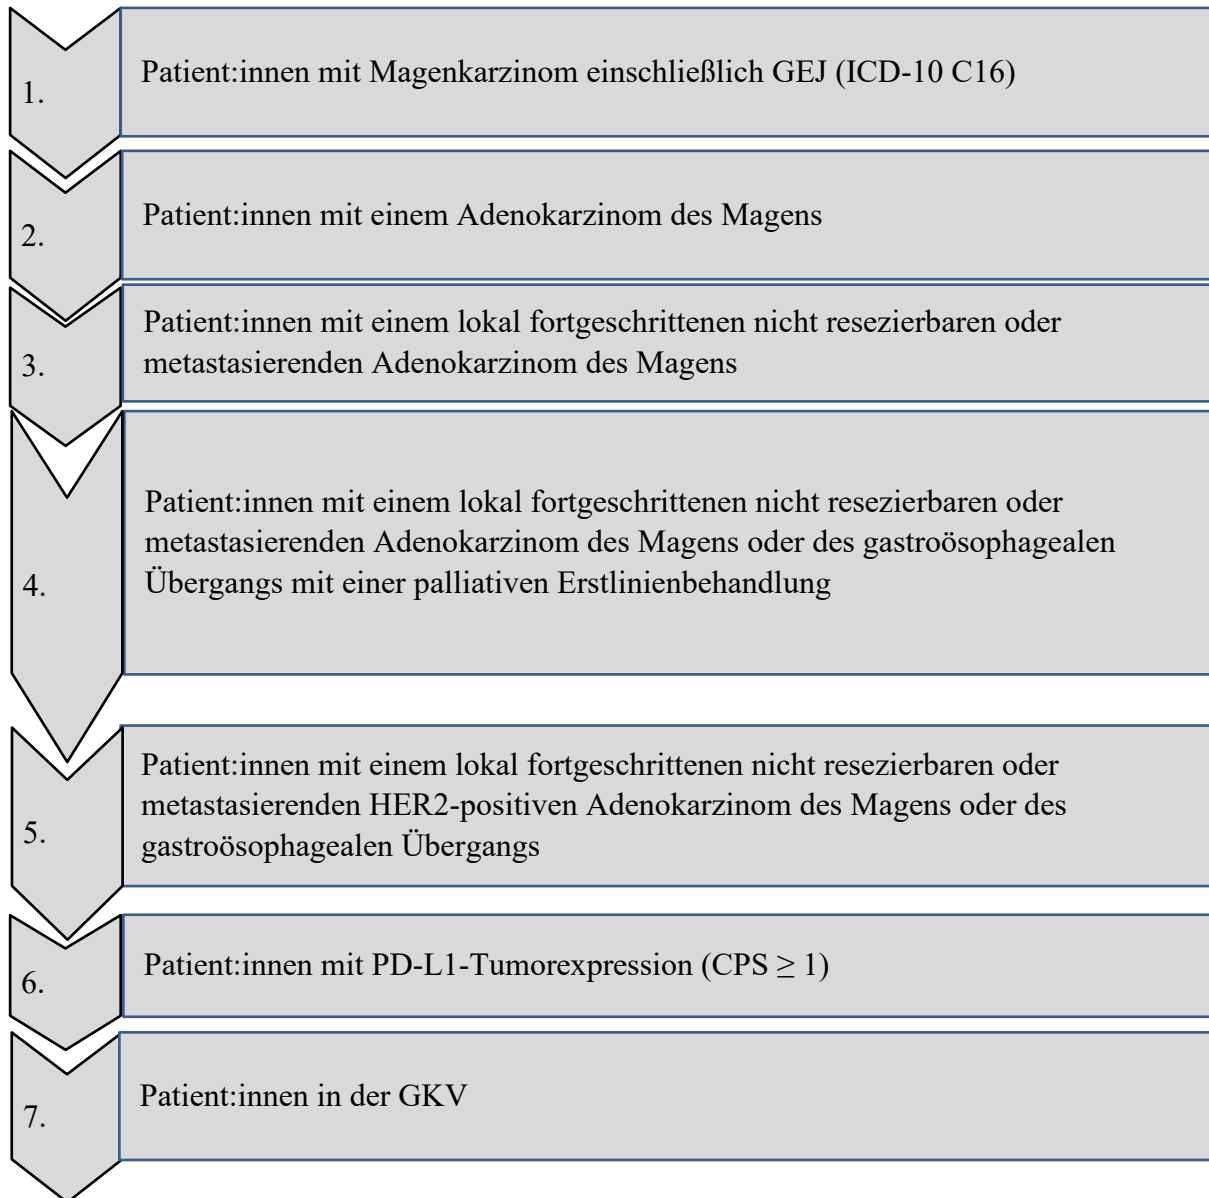 1.
Patient:innen mit Magenkarzinom einschließlich GEJ (ICD-10 C16)
2.
Patient:innen mit einem Adenokarzinom des Magens
3.
Patient:innen mit einem lokal fortgeschrittenen nicht resezierbaren oder
metastasierenden Adenokarzinom des Magens
4.
Patient:innen mit einem lokal fortgeschrittenen nicht resezierbaren oder
metastasierenden Adenokarzinom des Magens oder des gastroösophagealen
Übergangs mit einer palliativen Erstlinienbehandlung
5.
Patient:innen mit einem lokal fortgeschrittenen nicht resezierbaren oder
metastasierenden HER2-positiven Adenokarzinom des Magens oder des
gastroösophagealen Übergangs
6.
Patient:innen mit PD-L1-Tumorexpression (CPS ≥ 1)
7.
Patient:innen in der GKV